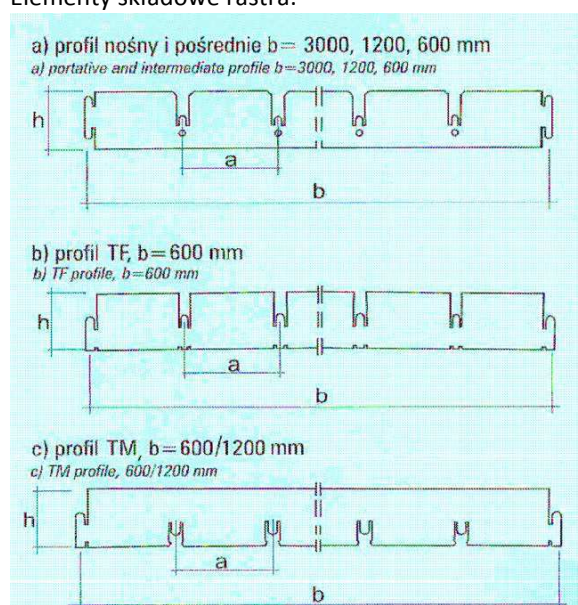 Elementy składowe rastra:
a) profil nośny i pośrednie b= 3000, 1200, 600 mm
a) portative and intermediate profile b=3000, 1200, 600 mm
h
a
b
b) profil TF, b=600 mm
b) TF profile, b=600 mm
h
a
b
c) profil TM, b=600/1200 mm
c) TM profile, 600/1200 mm
h
a
b